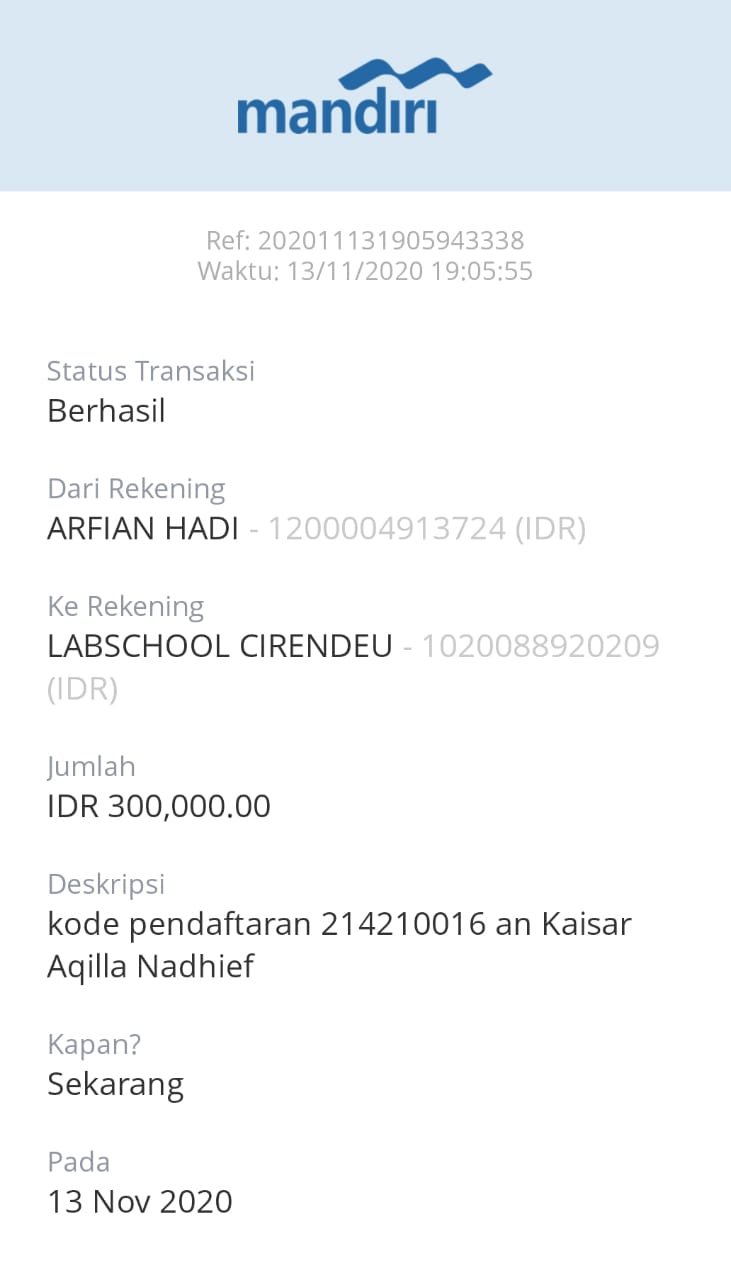 mandiri
Ref: 202011131905943338
Waktu: 13/11/2020 19:05:55
Status Transaksi
Berhasil
Dari Rekening
ARFIAN HADI - 1200004913724 (IDR)
Ke Rekening
LABSCHOOL CIRENDEU - 1020088920209
(IDR)
Jumlah
IDR 300,000.00
Deskripsi
kode pendaftaran 214210016 an Kaisar
Aqilla Nadhief
Kapan?
Sekarang
Pada
13 Nov 2020